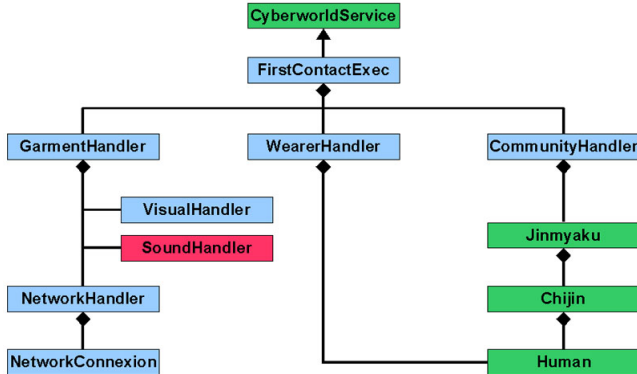 CyberworldService
FirstContactExec
GarmentHandler
WearerHandler
CommunityHandler
VisualHandler
SoundHandler
Jinmyaku
NetworkHandler
Chijin
NetworkConnexion
Human